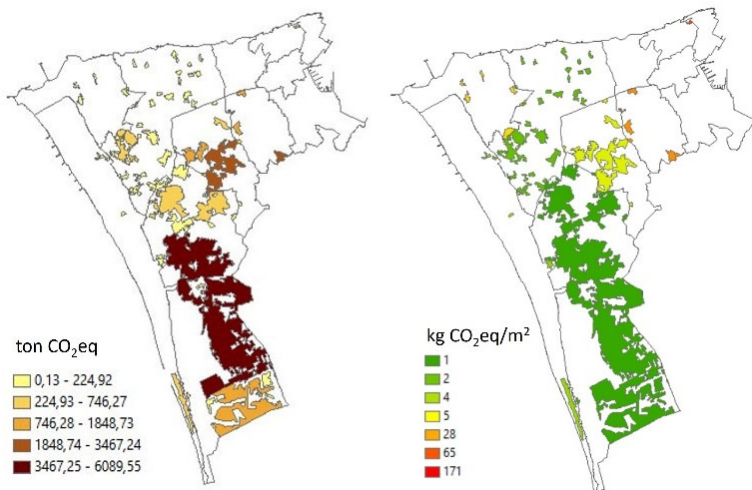 ton CO₂eq
0,13 - 224,92
224,93 - 746,27
746,28 - 1848,73
1848,74 - 3467,24
3467,25 - 6089,55
kg CO₂eq/m²
1
2
4
5
28
65
171